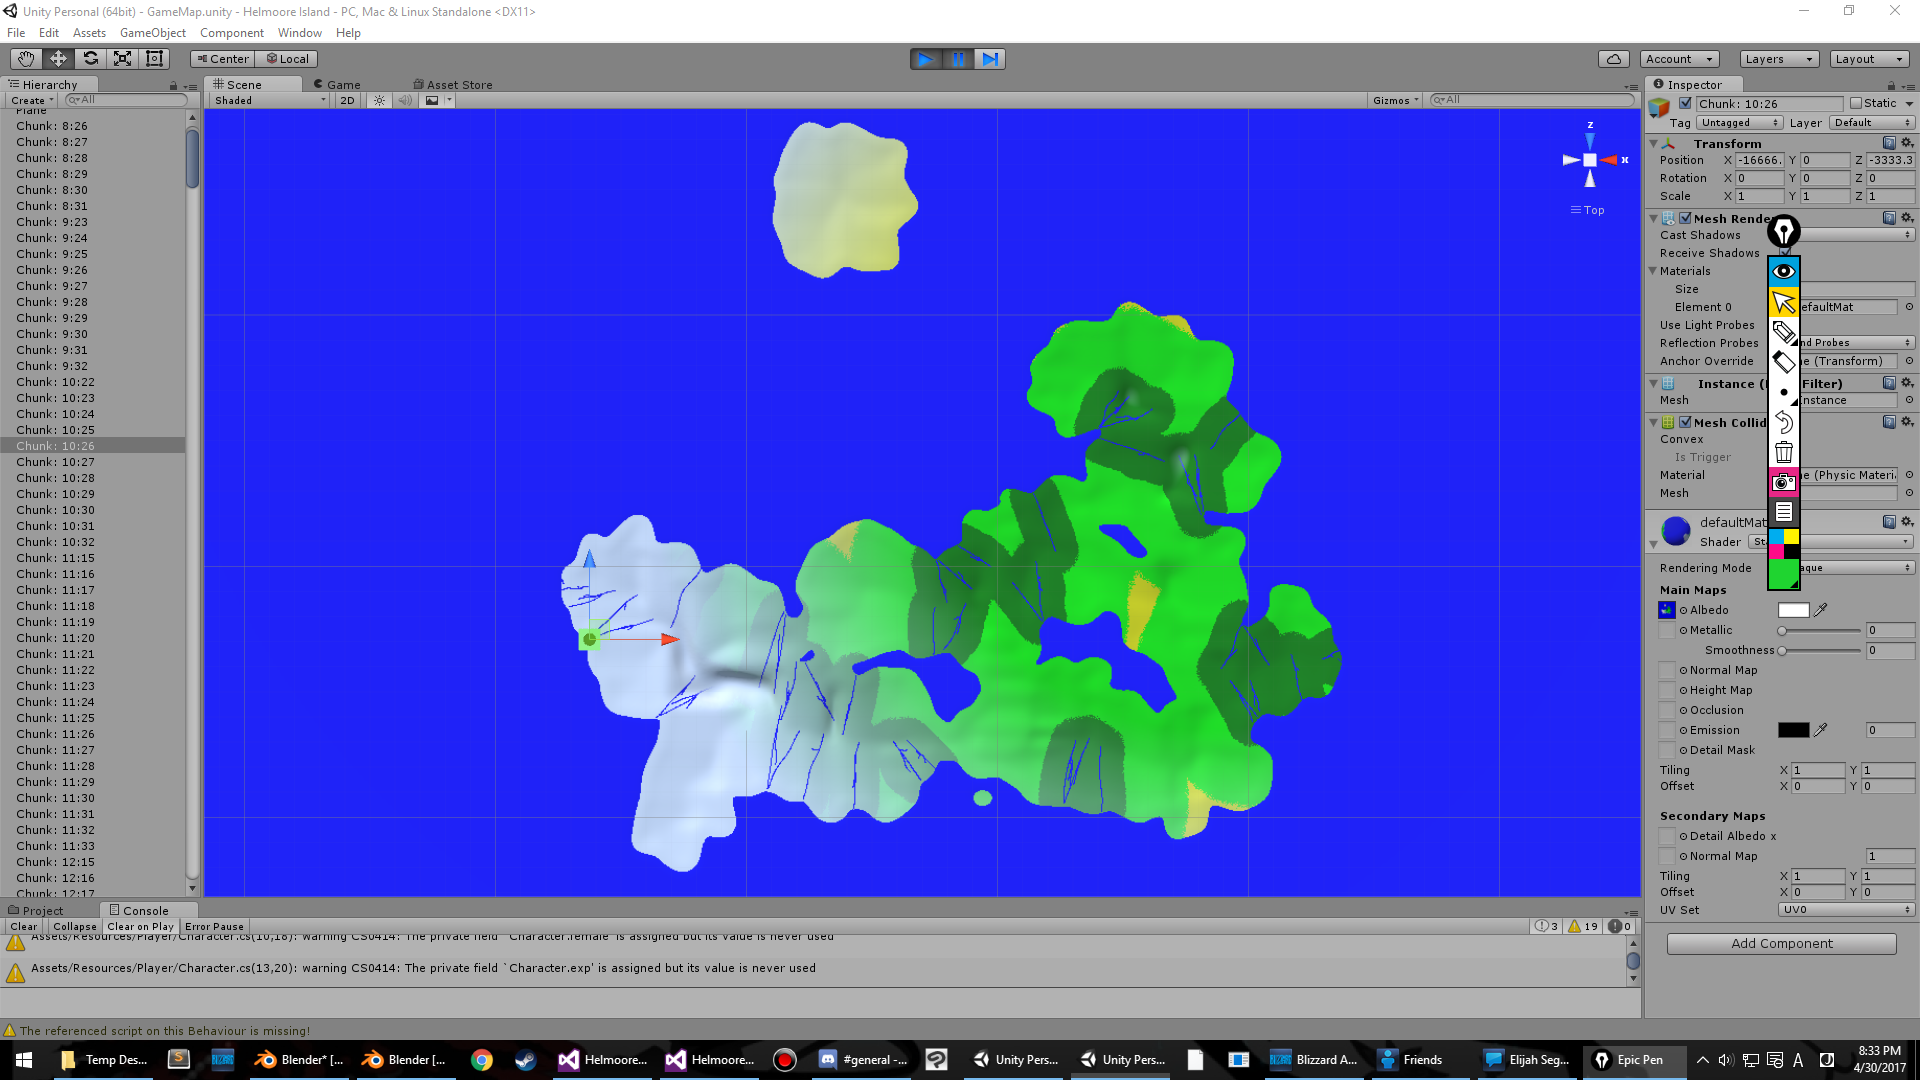 Unity Personal (64bit) - GameMap.unity - Helmoore Island - PC, Mac & Linux Standalone <DX11>
File Edit Assets GameObject Component Window Help
Center Local
Account Layers Layout
Hierarchy
Create All
Plane
Chunk: 8:26
Chunk: 8:27
Chunk: 8:28
Chunk: 8:29
Chunk: 8:30
Chunk: 8:31
Chunk: 9:23
Chunk: 9:24
Chunk: 9:25
Chunk: 9:26
Chunk: 9:27
Chunk: 9:28
Chunk: 9:29
Chunk: 9:30
Chunk: 9:31
Chunk: 9:32
Chunk: 10:22
Chunk: 10:23
Chunk: 10:24
Chunk: 10:25
Chunk: 10:26
Chunk: 10:27
Chunk: 10:28
Chunk: 10:29
Chunk: 10:30
Chunk: 10:31
Chunk: 10:32
Chunk: 11:15
Chunk: 11:16
Chunk: 11:17
Chunk: 11:18
Chunk: 11:19
Chunk: 11:20
Chunk: 11:21
Chunk: 11:22
Chunk: 11:23
Chunk: 11:24
Chunk: 11:25
Chunk: 11:26
Chunk: 11:27
Chunk: 11:28
Chunk: 11:29
Chunk: 11:30
Chunk: 11:31
Chunk: 11:32
Chunk: 11:33
Chunk: 12:15
Chunk: 12:16
Chunk: 12:17
Scene Game Asset Store
Shaded 2D Gizmos All
z
x
Top
Inspector
Chunk: 10:26 Static
Tag Untagged Layer Default
Transform
Position X -16666. Y 0 Z -3333.3
Rotation X 0 Y 0 Z 0
Scale X 1 Y 1 Z 1
Mesh Render
Cast Shadows
Receive Shadows
Materials
Size
Element 0 efaultMat
Use Light Probes
Reflection Probes nd Probes
Anchor Override e (Transform)
Instance ( Filter)
Mesh nstance
Mesh Collid
Convex
Is Trigger
Material e (Physic Materi
Mesh
defaultMat
Shader Sta
Rendering Mode aque
Main Maps
Albedo
Metallic 0
Smoothness 0
Normal Map
Height Map
Occlusion
Emission 0
Detail Mask
Tiling X 1 Y 1
Offset X 0 Y 0
Secondary Maps
Detail Albedo x
Normal Map 1
Tiling X 1 Y 1
Offset X 0 Y 0
UV Set UV0
Add Component
Project Console
Clear Collapse Clear on Play Error Pause 3 19 0
Assets/Resources/Player/Character.cs(10,18): warning CS0414: The private field `Character.female' is assigned but its value is never used
Assets/Resources/Player/Character.cs(13,20): warning CS0414: The private field `Character.exp' is assigned but its value is never used
The referenced script on this Behaviour is missing!
Temp Des... Blender* [... Blender [... Helmoore... Helmoore... #general -... Unity Pers... Unity Pers... Blizzard A... Friends Elijah Seg... Epic Pen
8:33 PM
4/30/2017